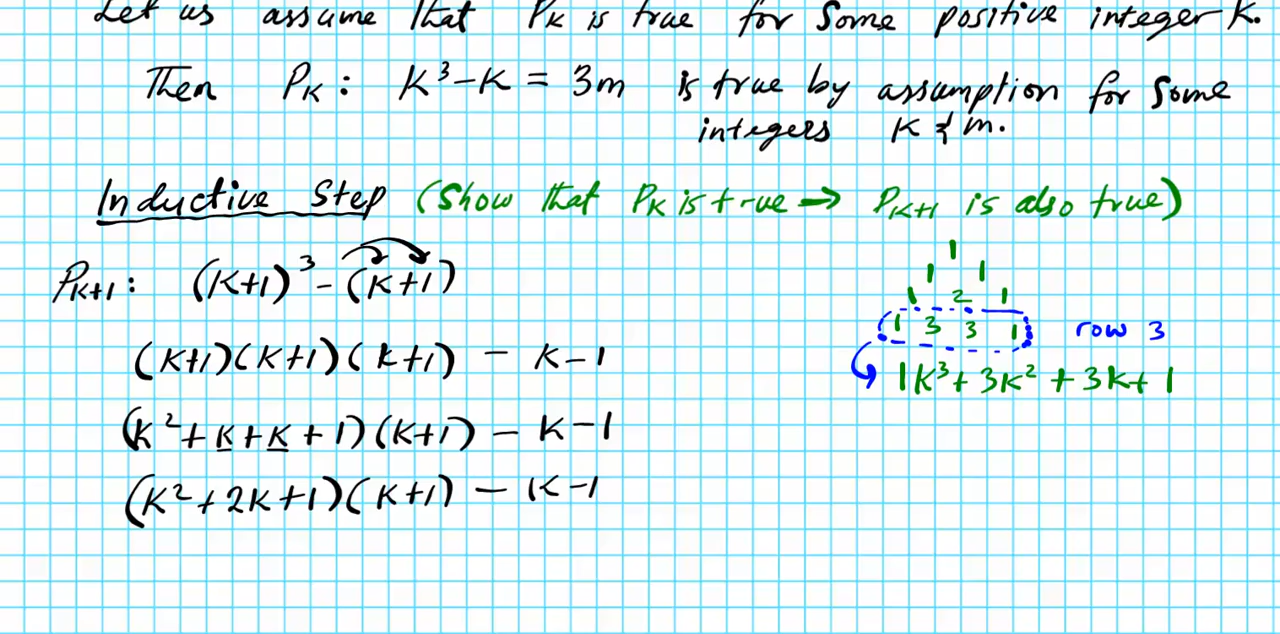 Let us assume that Pk is true for some positive integer k.
Then Pk: k³-k = 3m is true by assumption for some
integers k & m.
Inductive Step (Show that Pk is true → Pk+1 is also true)
Pk+1: (k+1)³ - (k+1)
1
1 1
1 2 1
1 3 3 1 row 3
1k³ + 3k² + 3k + 1
(k+1)(k+1)(k+1) - k-1
(k²+k+k+1)(k+1) - k-1
(k²+2k+1)(k+1) - k-1